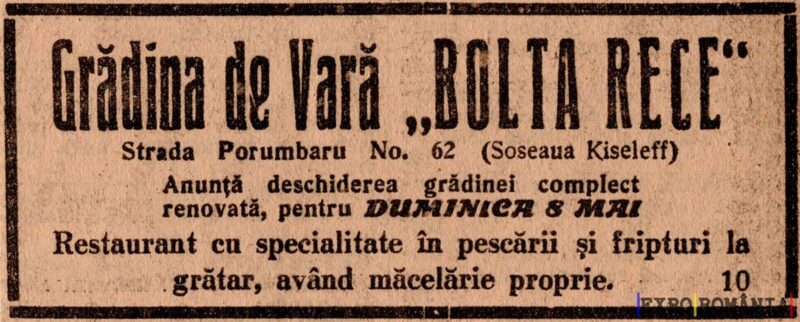 Grădina de Vară „BOLTA RECE“
Strada Porumbaru No. 62 (Soseaua Kiseleff)
Anunță deschiderea grădinei complect
renovată, pentru DUMINICA 8 MAI
Restaurant cu specialitate în pescării și fripturi la
grătar, având măcelărie proprie. 10
EXPO ROMÂNIA